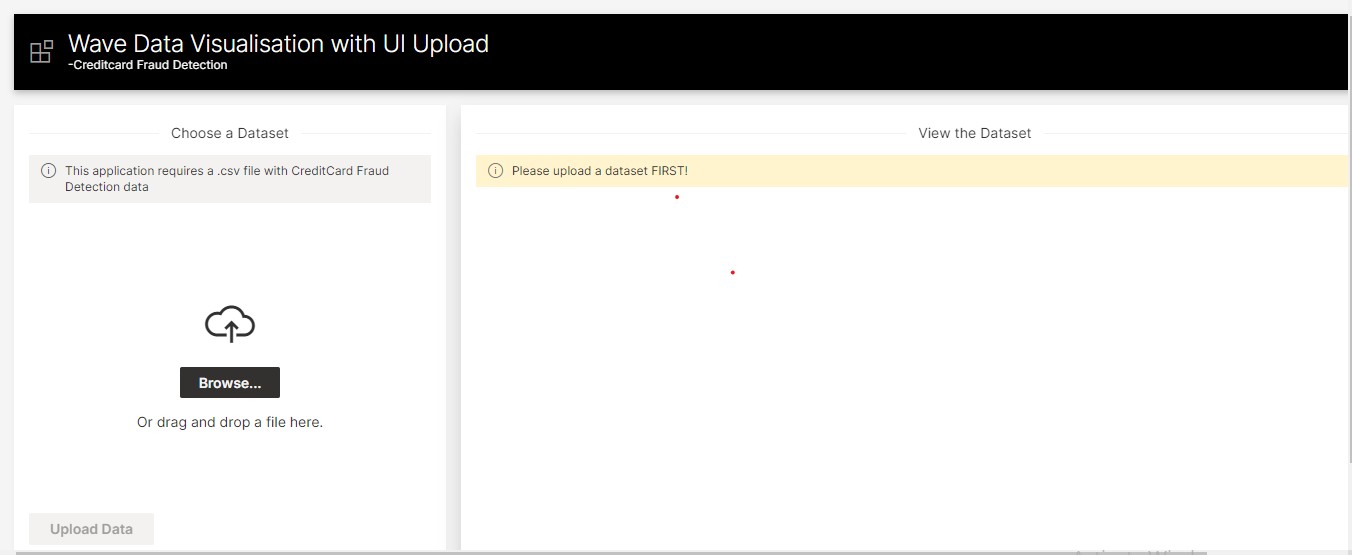 Wave Data Visualisation with UI Upload
-Creditcard Fraud Detection
Choose a Dataset
This application requires a .csv file with CreditCard Fraud
Detection data
Browse...
Or drag and drop a file here.
Upload Data
View the Dataset
Please upload a dataset FIRST!